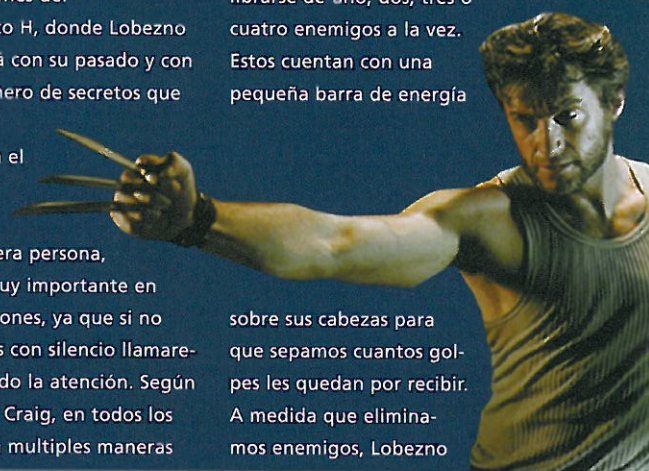 o H, donde Lobezno
con su pasado y con
ero de secretos que
el
era persona,
uy importante en
ones, ya que si no
s con silencio llamare-
do la atención. Según
Craig, en todos los
multiples maneras
cuatro enemigos a la vez.
Estos cuentan con una
pequeña barra de energía
sobre sus cabezas para
que sepamos cuantos gol-
pes les quedan por recibir.
A medida que elimina-
mos enemigos, Lobezno